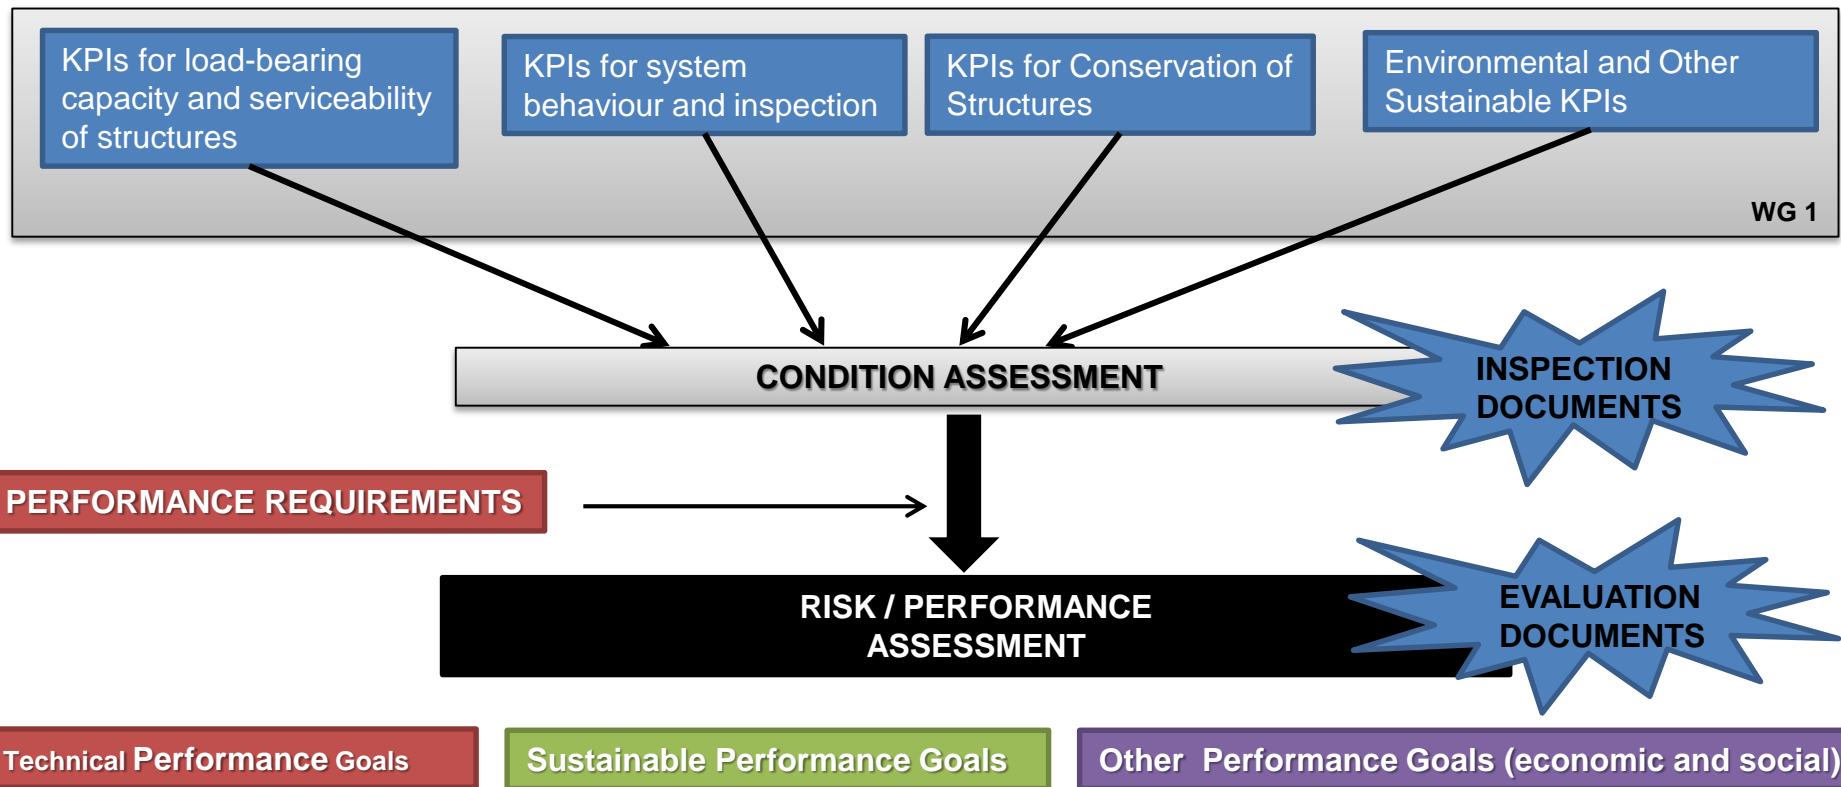 KPIs for load-bearing
capacity and serviceability
of structures
KPIs for system
behaviour and inspection
KPIs for Conservation of
Structures
Environmental and Other
Sustainable KPIs
WG 1
CONDITION ASSESSMENT
INSPECTION
DOCUMENTS
PERFORMANCE REQUIREMENTS
RISK / PERFORMANCE
ASSESSMENT
EVALUATION
DOCUMENTS
Technical Performance Goals
Sustainable Performance Goals
Other Performance Goals (economic and social)